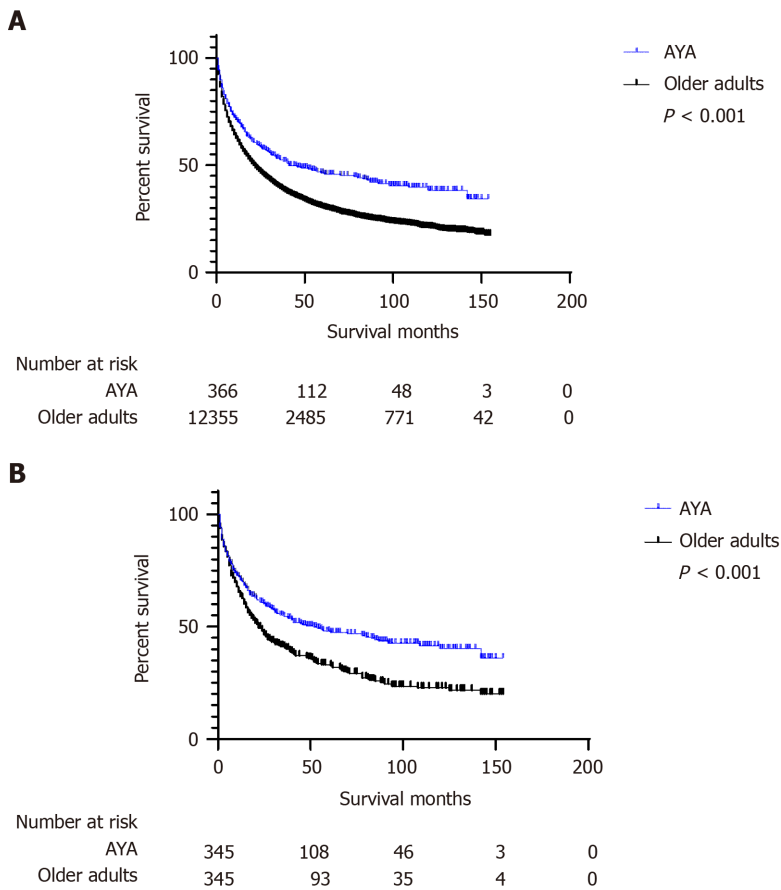 A
100
50
0
Percent survival
AYA
Older adults
P < 0.001
0 50 100 150 200
Survival months
Number at risk
AYA 366 112 48 3 0
Older adults 12355 2485 771 42 0
B
100
50
0
Percent survival
AYA
Older adults
P < 0.001
0 50 100 150 200
Survival months
Number at risk
AYA 345 108 46 3 0
Older adults 345 93 35 4 0